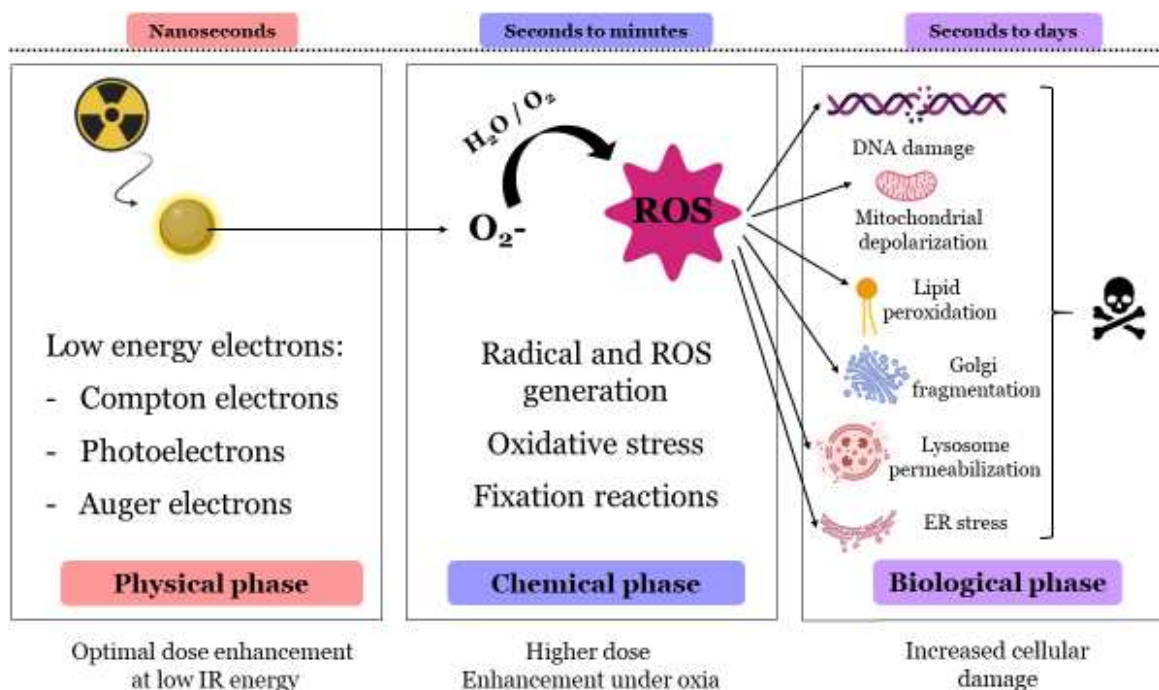 Nanoseconds
Seconds to minutes
Seconds to days
H₂O / O₂
O₂-
ROS
Low energy electrons:
- Compton electrons
- Photoelectrons
- Auger electrons
Physical phase
Optimal dose enhancement
at low IR energy
Radical and ROS
generation
Oxidative stress
Fixation reactions
Chemical phase
Higher dose
Enhancement under oxia
DNA damage
Mitochondrial
depolarization
Lipid
peroxidation
Golgi
fragmentation
Lysosome
permeabilization
ER stress
Biological phase
Increased cellular
damage